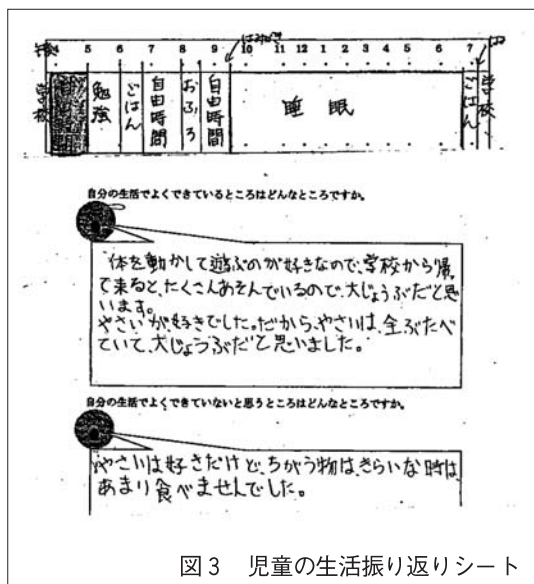 はみがき
4 5 6 7 8 9 10 11 12 1 2 3 4 5 6 7
学校 勉強 ごはん 自由時間 おふろ 自由時間 睡眠 ごはん 学校
自分の生活でよくできているところはどんなところですか。
体を動かして遊ぶのが好きなので、学校から帰っ
て来ると、たくさんあそんでいるので、大じょうぶだと思
います。
やさいが、好きでした。だから、やさいは、全ぶたべ
ていて、大じょうぶだと思いました。
自分の生活でよくできていないと思うところはどんなところですか。
やさいは好きだけど、ちがう物は、きらいな時は、
あまり食べませんでした。
図3 児童の生活振り返りシート